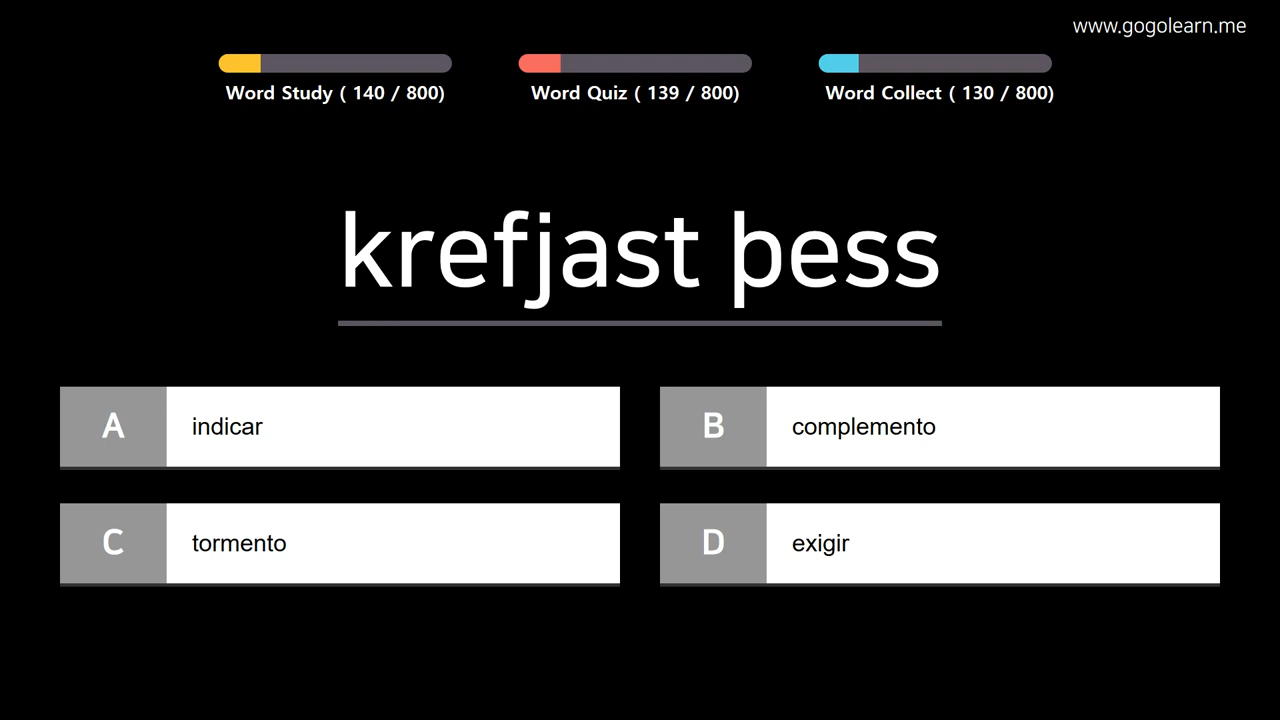 www.gogolearn.me
Word Study ( 140 / 800)
Word Quiz ( 139 / 800)
Word Collect ( 130 / 800)
krefjast þess
A indicar
B complemento
C tormento
D exigir